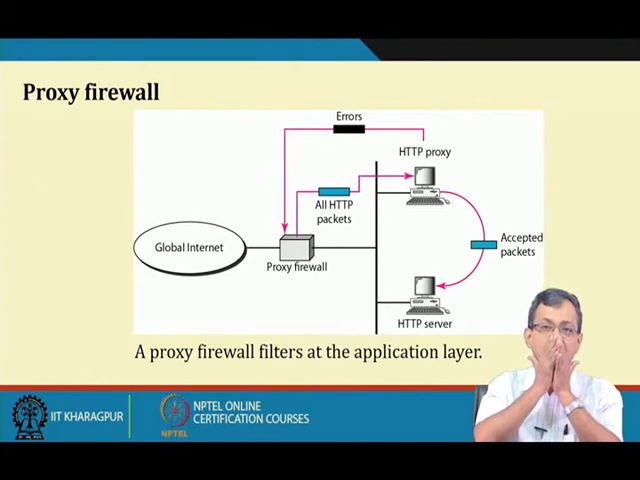 Proxy firewall
Errors
HTTP proxy
All HTTP
packets
Accepted
packets
Global Internet
Proxy firewall
HTTP server
A proxy firewall filters at the application layer.
IIT KHARAGPUR
NPTEL
NPTEL ONLINE
CERTIFICATION COURSES